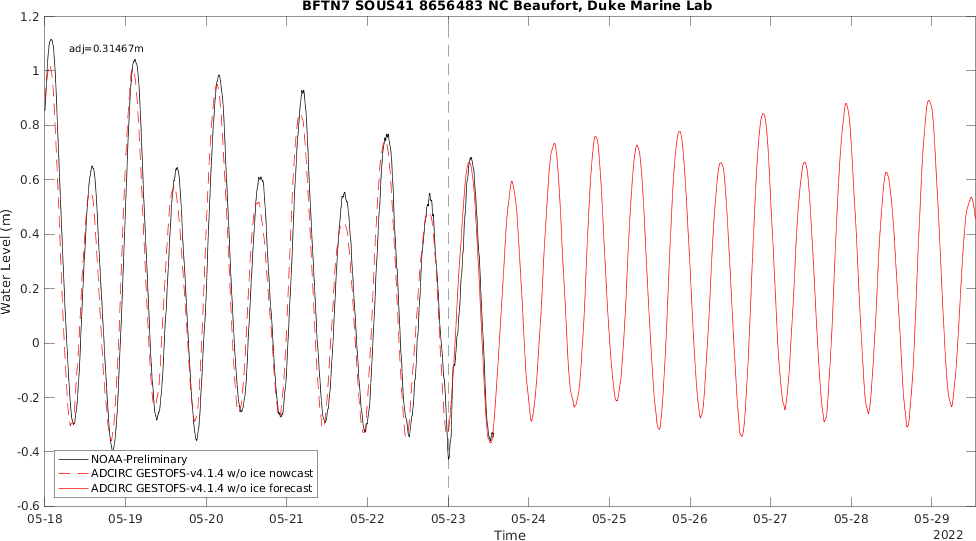 BFTN7 SOUS41 8656483 NC Beaufort, Duke Marine Lab
adj=0.31467m
1.2
1
0.8
0.6
0.4
0.2
0
-0.2
-0.4
-0.6
Water Level (m)
NOAA-Preliminary
ADCIRC GESTOFS-v4.1.4 w/o ice nowcast
ADCIRC GESTOFS-v4.1.4 w/o ice forecast
05-18 05-19 05-20 05-21 05-22 05-23 05-24 05-25 05-26 05-27 05-28 05-29
Time
2022